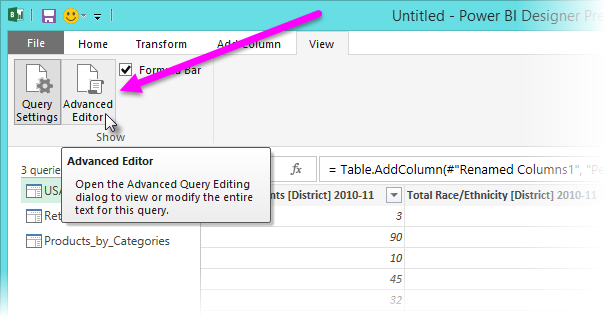 Untitled - Power BI Designer Pre
File Home Transform Add Column View
Query Settings
Advanced Editor
Formula Bar
Show
3 querie
Advanced Editor
Open the Advanced Query Editing
dialog to view or modify the entire
text for this query.
fx = Table.AddColumn(#"Renamed Columns1", "Pe
USA
Ret
Products_by_Categories
nts [District] 2010-11 Total Race/Ethnicity [District] 2010-11
3
90
10
45
32